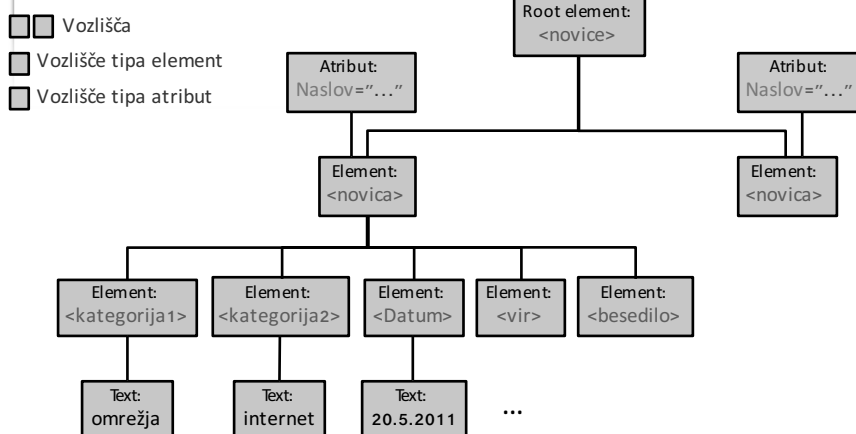 Vozlišča
Vozlišče tipa element
Vozlišče tipa atribut
Root element:
<novice>
Atribut:
Naslov="..."
Atribut:
Naslov="..."
Element:
<novica>
Element:
<novica>
Element:
<kategorija1>
Element:
<kategorija2>
Element:
<Datum>
Element:
<vir>
Element:
<besedilo>
Text:
omrežja
Text:
internet
Text:
20.5.2011
...